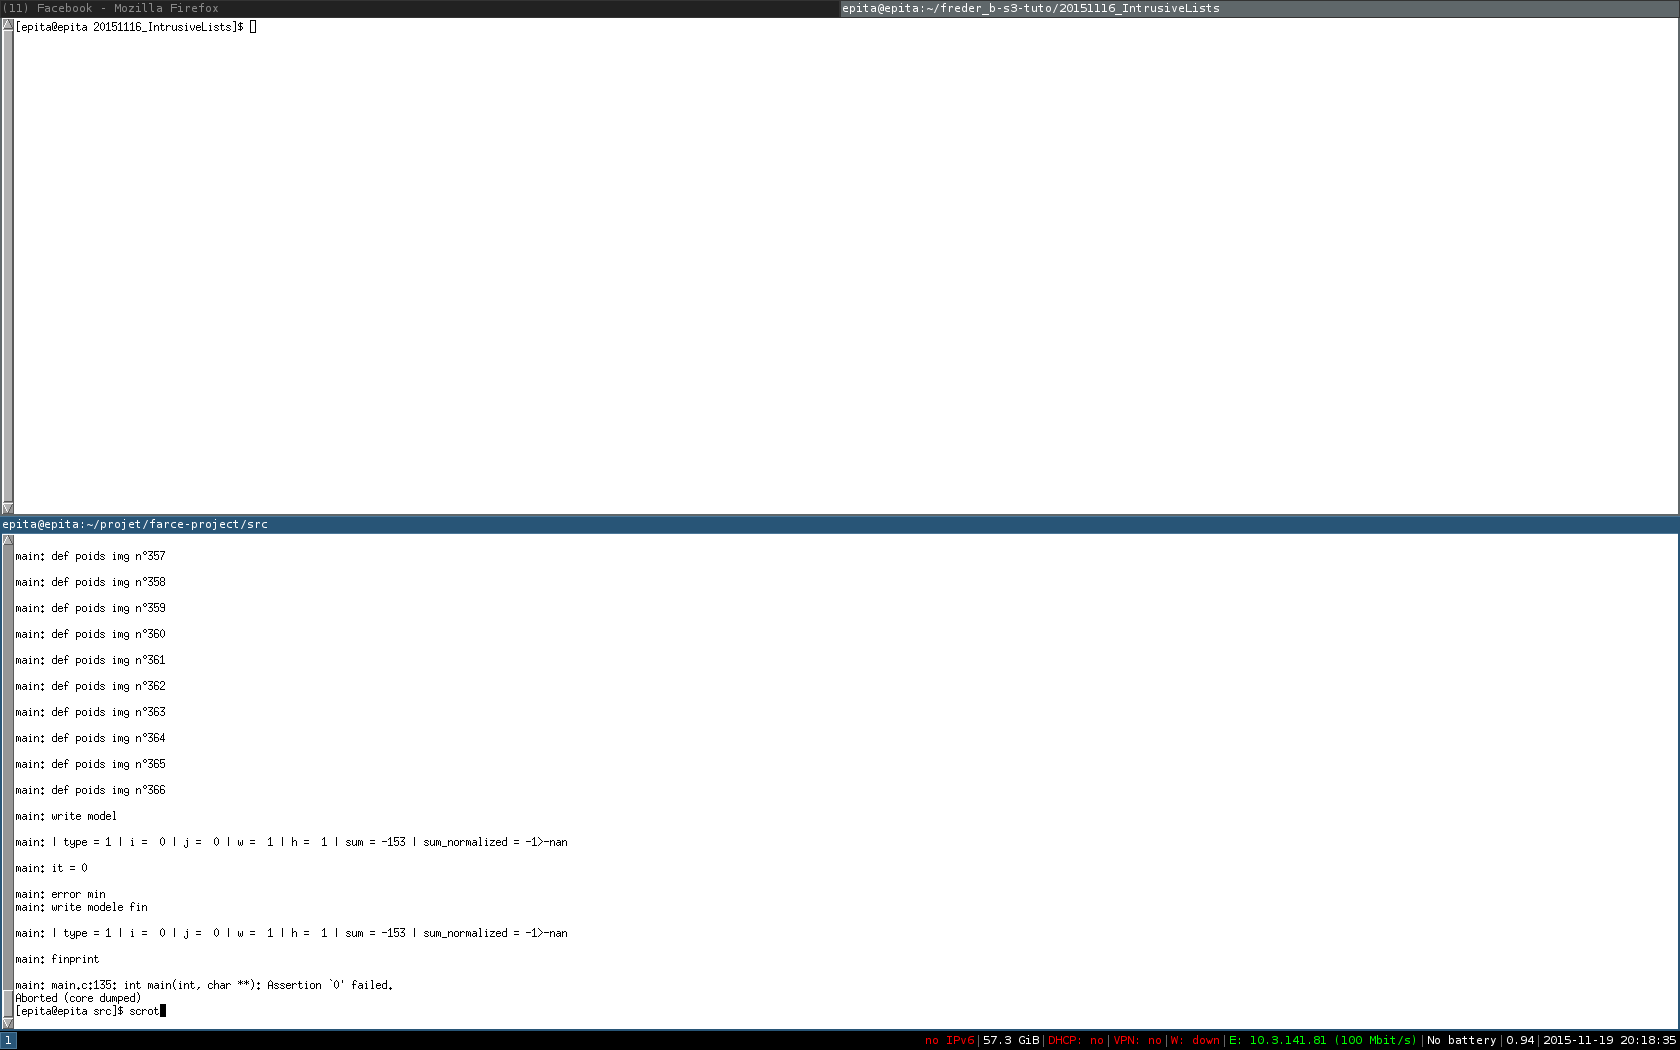 (11) Facebook - Mozilla Firefox
epita@epita:~/freder_b-s3-tuto/20151116_IntrusiveLists
[epita@epita 20151116_IntrusiveLists]$
epita@epita:~/projet/farce-project/src
main: def poids img n°357
main: def poids img n°358
main: def poids img n°359
main: def poids img n°360
main: def poids img n°361
main: def poids img n°362
main: def poids img n°363
main: def poids img n°364
main: def poids img n°365
main: def poids img n°366
main: write model
main: | type = 1 | i =  0 | j =  0 | w =  1 | h =  1 | sum = -153 | sum_normalized = -1>-nan
main: it = 0
main: error min
main: write modele fin
main: | type = 1 | i =  0 | j =  0 | w =  1 | h =  1 | sum = -153 | sum_normalized = -1>-nan
main: finprint
main: main.c:135: int main(int, char **): Assertion `0' failed.
Aborted (core dumped)
[epita@epita src]$ scrot
1
no IPv6|57.3 GiB|DHCP: no|VPN: no|W: down|E: 10.3.141.81 (100 Mbit/s)|No battery|0.94|2015-11-19 20:18:35